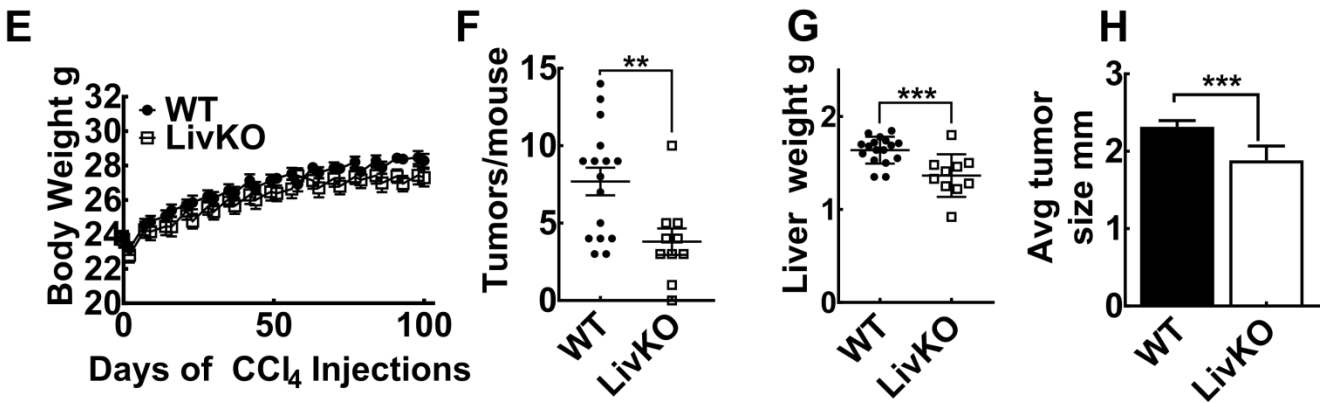 E
Body Weight g
32
30
28
26
24
22
20
WT
LivKO
0
50
100
Days of CCl₄ Injections
F
Tumors/mouse
15
10
5
0
**
WT
LivKO
G
Liver weight g
2
1
0
***
WT
LivKO
H
Avg tumor
size mm
3
2
1
0
***
WT
LivKO